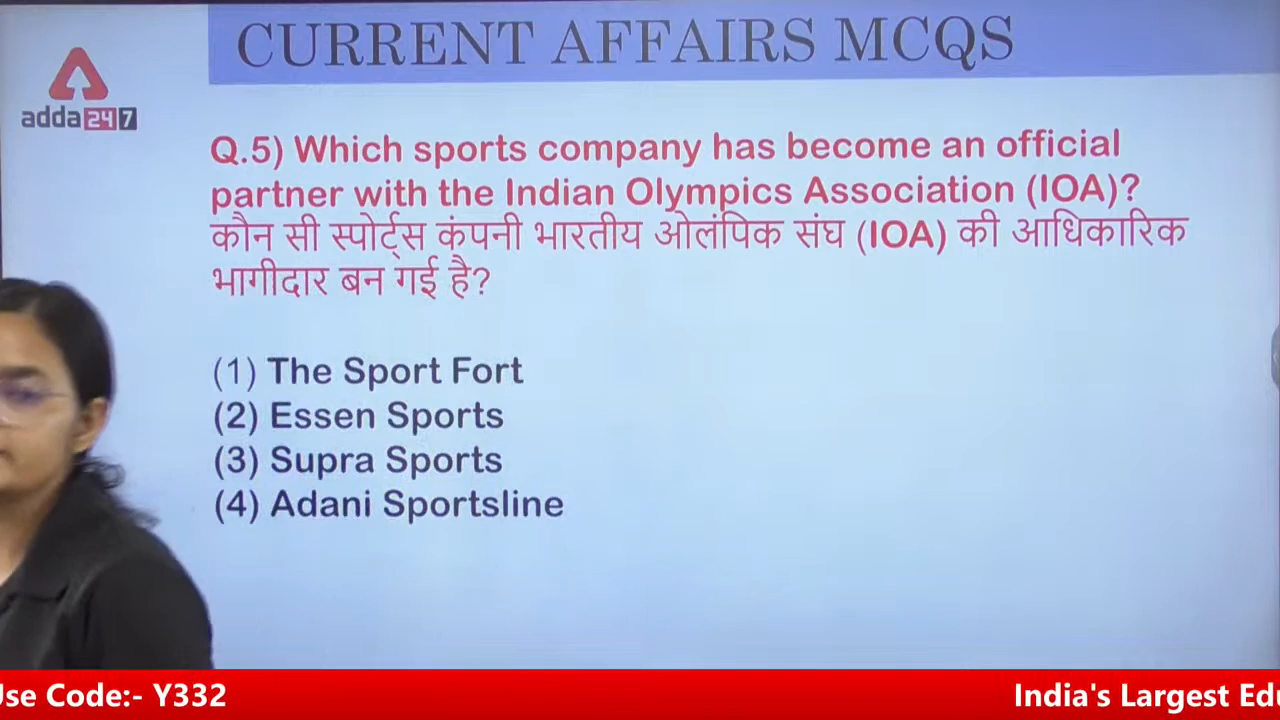 CURRENT AFFAIRS MCQS
adda247
Q.5) Which sports company has become an official
partner with the Indian Olympics Association (IOA)?
कौन सी स्पोर्ट्स कंपनी भारतीय ओलंपिक संघ (IOA) की आधिकारिक
भागीदार बन गई है?
(1) The Sport Fort
(2) Essen Sports
(3) Supra Sports
(4) Adani Sportsline
Use Code:- Y332
India's Largest